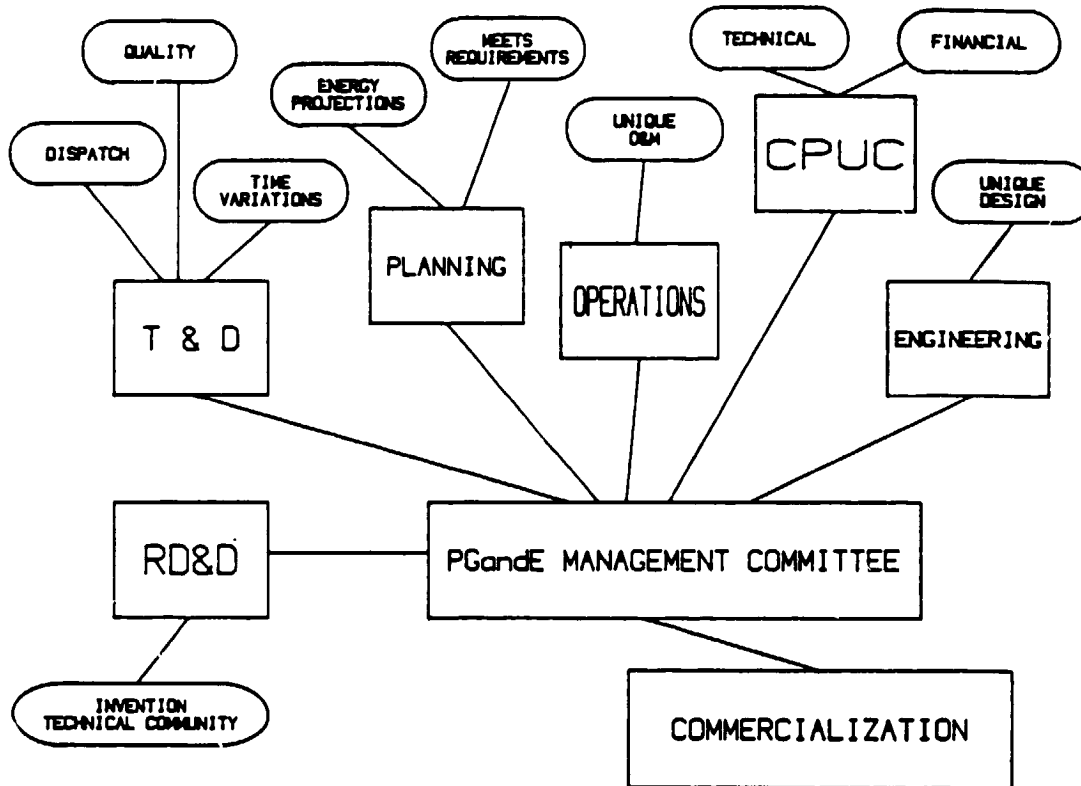 QUALITY
MEETS
REQUIREMENTS
TECHNICAL
FINANCIAL
ENERGY
PROJECTIONS
UNIQUE
O&M
CPUC
DISPATCH
TIME
VARIATIONS
UNIQUE
DESIGN
PLANNING
OPERATIONS
T & D
ENGINEERING
RD&D
PGandE MANAGEMENT COMMITTEE
INVENTION
TECHNICAL COMMUNITY
COMMERCIALIZATION